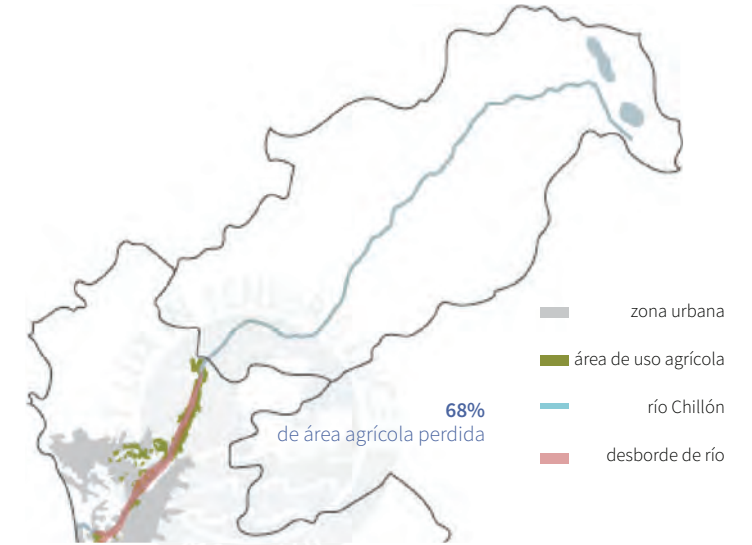 zona urbana
área de uso agrícola
río Chillón
desborde de río
68%
de área agrícola perdida